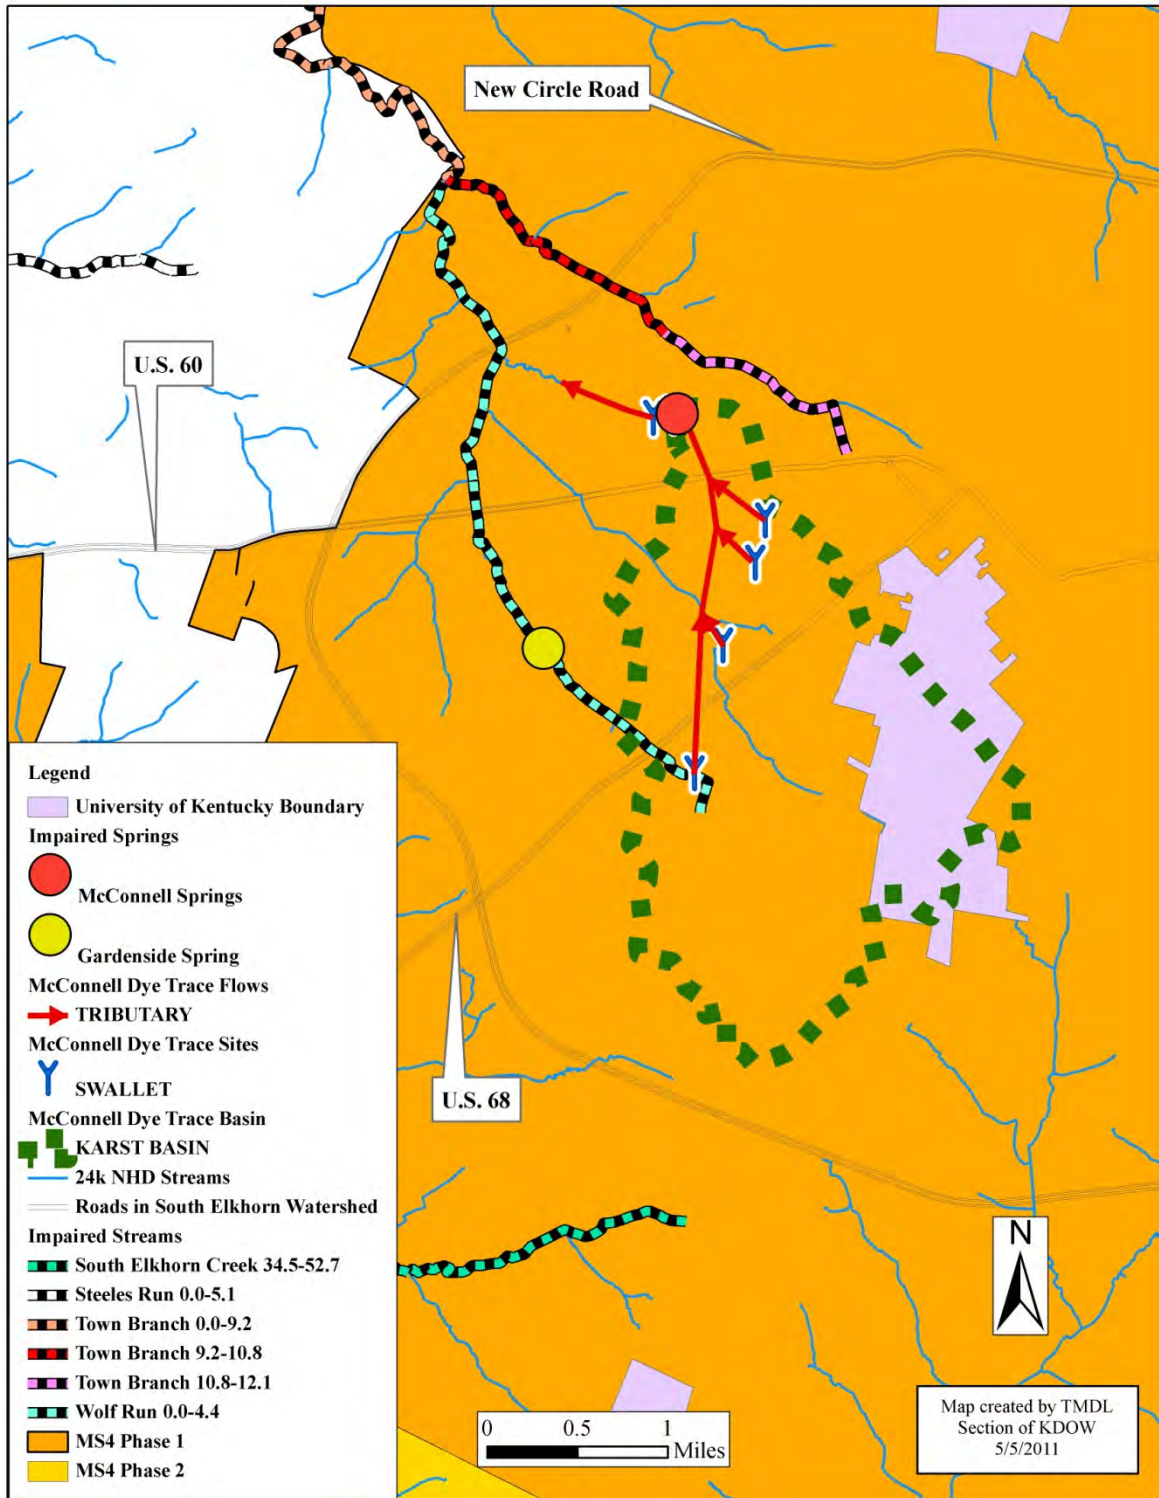 New Circle Road
U.S. 60
U.S. 68
Legend
University of Kentucky Boundary
Impaired Springs
McConnell Springs
Gardenside Spring
McConnell Dye Trace Flows
TRIBUTARY
McConnell Dye Trace Sites
SWALLET
McConnell Dye Trace Basin
KARST BASIN
24k NHD Streams
Roads in South Elkhorn Watershed
Impaired Streams
South Elkhorn Creek 34.5-52.7
Steeles Run 0.0-5.1
Town Branch 0.0-9.2
Town Branch 9.2-10.8
Town Branch 10.8-12.1
Wolf Run 0.0-4.4
MS4 Phase 1
MS4 Phase 2
N
0 0.5 1
Miles
Map created by TMDL
Section of KDOW
5/5/2011